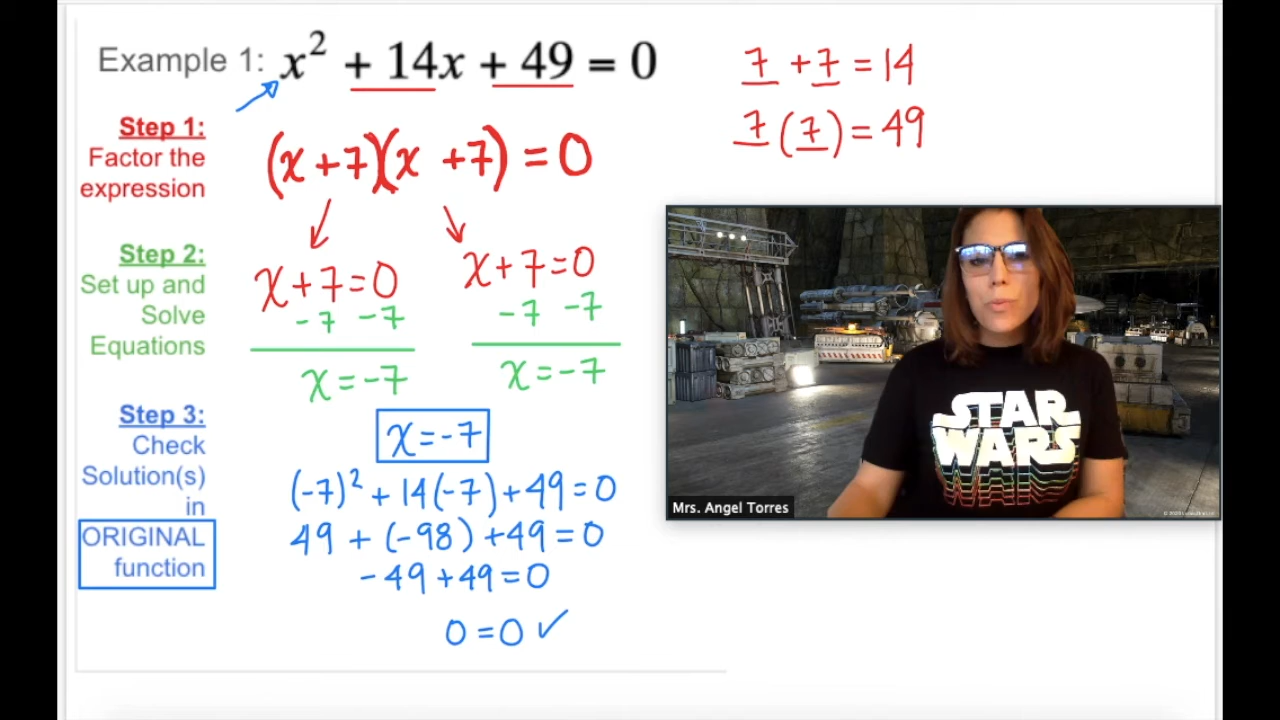 Example 1: x² + 14x + 49 = 0
7 + 7 = 14
7 (7) = 49
Step 1:
Factor the
expression
(x + 7)(x + 7) = 0
Step 2:
Set up and
Solve
Equations
x + 7 = 0 x + 7 = 0
-7 -7 -7 -7
x = -7 x = -7
Step 3:
Check
Solution(s)
in
ORIGINAL
function
x = -7
(-7)² + 14(-7) + 49 = 0
49 + (-98) + 49 = 0
-49 + 49 = 0
0 = 0 ✓
STAR
WARS
Mrs. Angel Torres